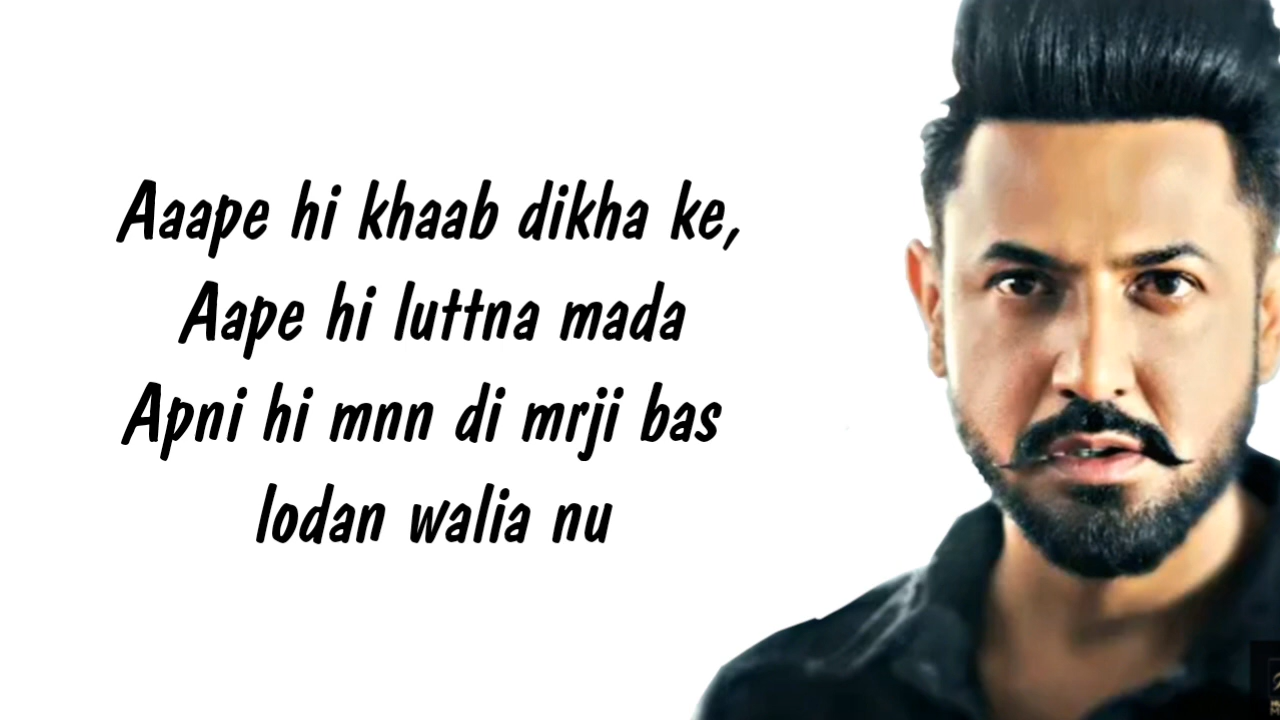 Aaape hi khaab dikha ke,
Aape hi luttna mada
Apni hi mnn di mrji bas
lodan walia nu